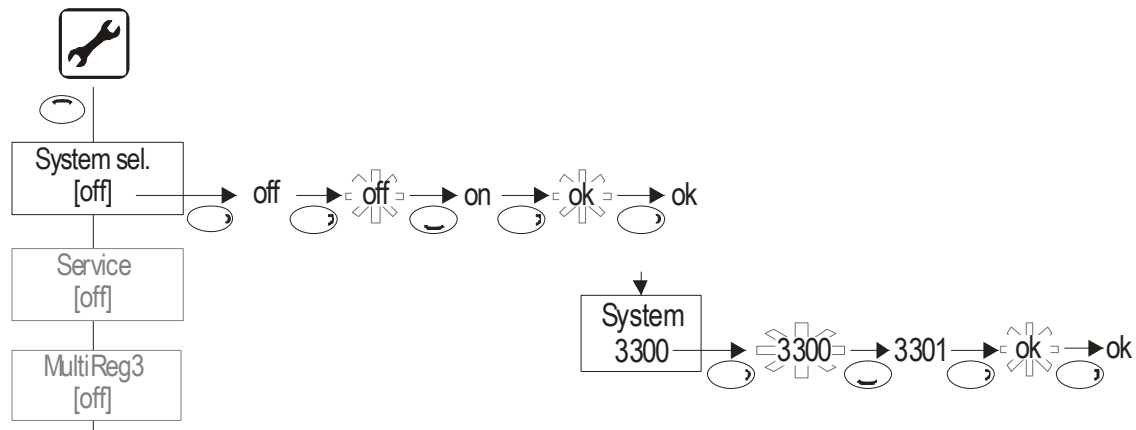 System sel.
[off]
off
off
on
ok
ok
Service
[off]
System
3300
3300
3301
ok
ok
MultiReg3
[off]